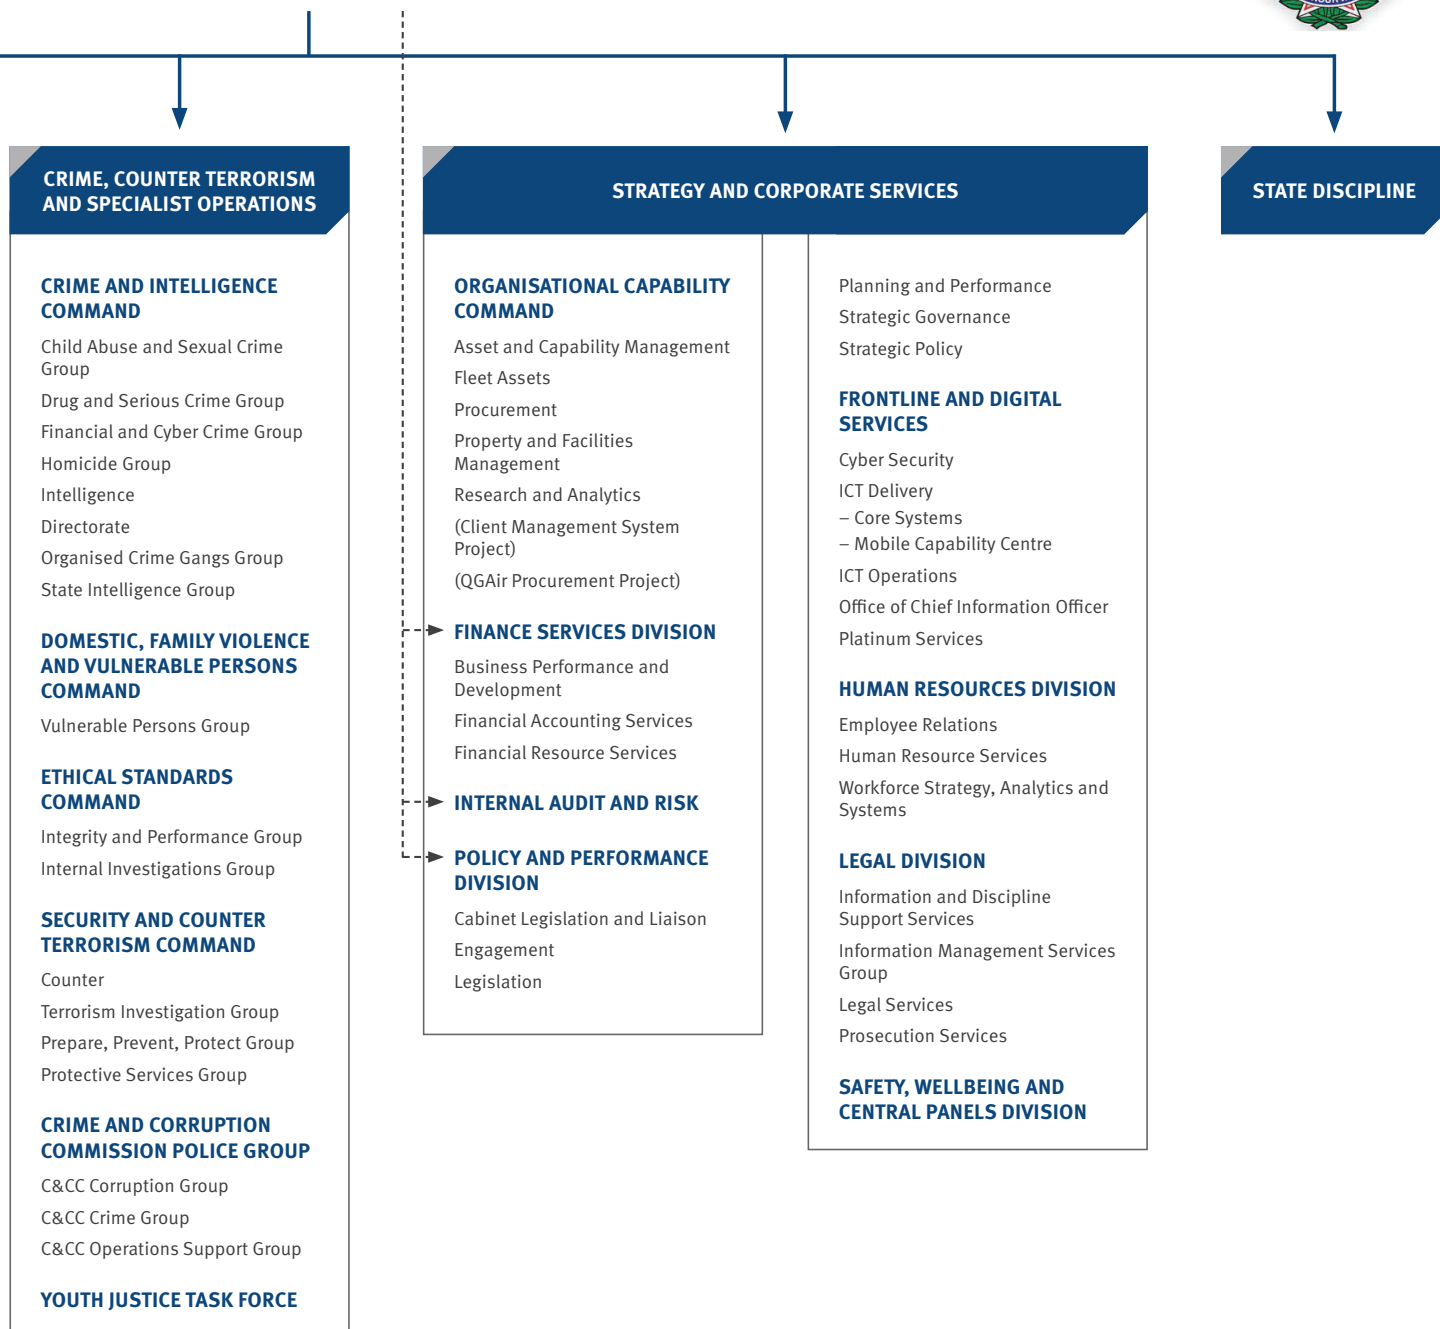 CRIME, COUNTER TERRORISM
AND SPECIALIST OPERATIONS
CRIME AND INTELLIGENCE
COMMAND
Child Abuse and Sexual Crime
Group
Drug and Serious Crime Group
Financial and Cyber Crime Group
Homicide Group
Intelligence
Directorate
Organised Crime Gangs Group
State Intelligence Group
DOMESTIC, FAMILY VIOLENCE
AND VULNERABLE PERSONS
COMMAND
Vulnerable Persons Group
ETHICAL STANDARDS
COMMAND
Integrity and Performance Group
Internal Investigations Group
SECURITY AND COUNTER
TERRORISM COMMAND
Counter
Terrorism Investigation Group
Prepare, Prevent, Protect Group
Protective Services Group
CRIME AND CORRUPTION
COMMISSION POLICE GROUP
C&CC Corruption Group
C&CC Crime Group
C&CC Operations Support Group
YOUTH JUSTICE TASK FORCE
STRATEGY AND CORPORATE SERVICES
ORGANISATIONAL CAPABILITY
COMMAND
Asset and Capability Management
Fleet Assets
Procurement
Property and Facilities
Management
Research and Analytics
(Client Management System
Project)
(QGAir Procurement Project)
FINANCE SERVICES DIVISION
Business Performance and
Development
Financial Accounting Services
Financial Resource Services
INTERNAL AUDIT AND RISK
POLICY AND PERFORMANCE
DIVISION
Cabinet Legislation and Liaison
Engagement
Legislation
Planning and Performance
Strategic Governance
Strategic Policy
FRONTLINE AND DIGITAL
SERVICES
Cyber Security
ICT Delivery
– Core Systems
– Mobile Capability Centre
ICT Operations
Office of Chief Information Officer
Platinum Services
HUMAN RESOURCES DIVISION
Employee Relations
Human Resource Services
Workforce Strategy, Analytics and
Systems
LEGAL DIVISION
Information and Discipline
Support Services
Information Management Services
Group
Legal Services
Prosecution Services
SAFETY, WELLBEING AND
CENTRAL PANELS DIVISION
STATE DISCIPLINE